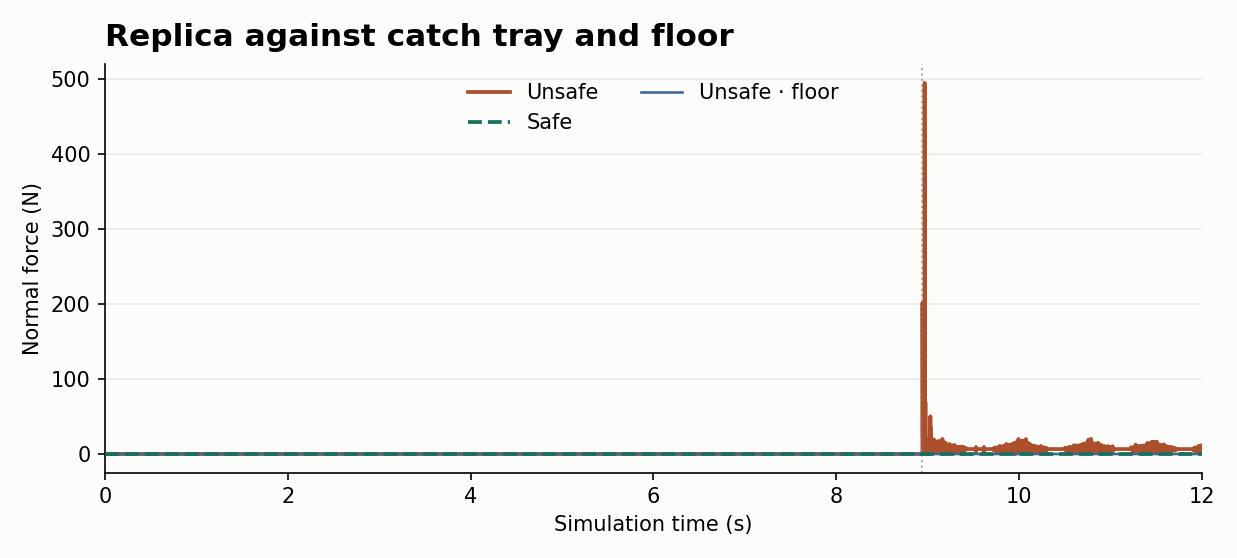 Replica against catch tray and floor
Unsafe
Unsafe · floor
Safe
Normal force (N)
500
400
300
200
100
0
0 2 4 6 8 10 12
Simulation time (s)